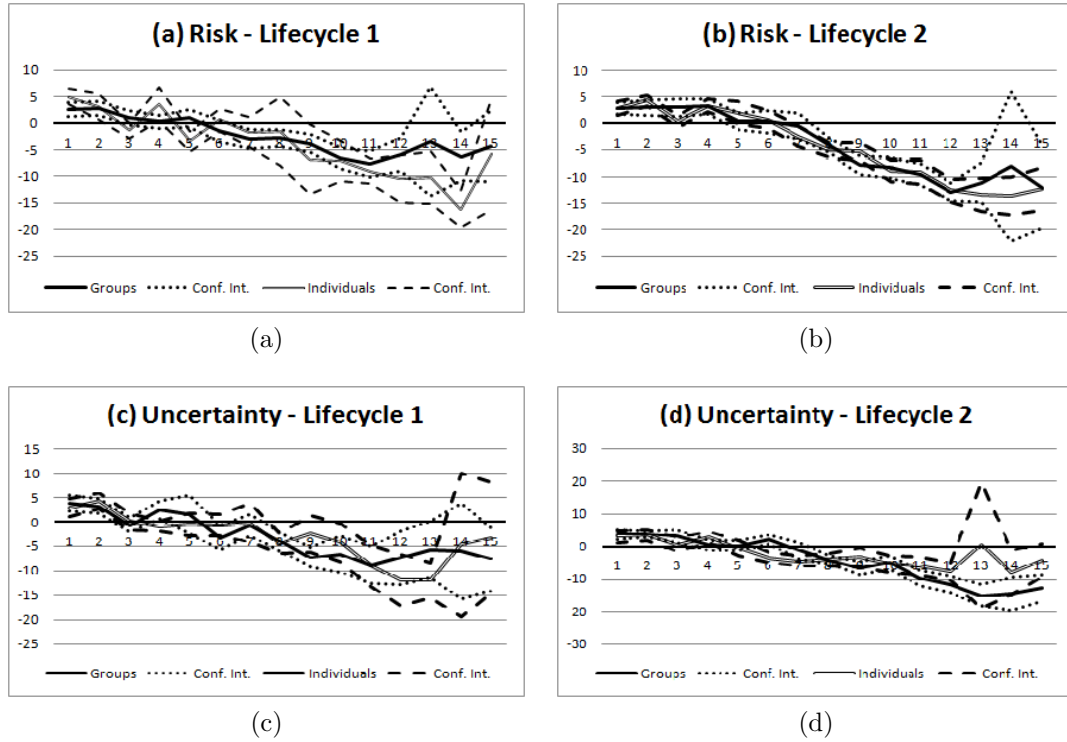 (a) Risk - Lifecycle 1
10
5
0
-5
-10
-15
-20
-25
1 2 3 4 5 6 7 8 9 10 11 12 13 14 15
Groups Conf. Int. Individuals Conf. Int.
(a)
(b) Risk - Lifecycle 2
10
5
0
-5
-10
-15
-20
-25
1 2 3 4 5 6 7 8 9 10 11 12 13 14 15
Groups Conf. Int. Individuals Conf. Int.
(b)
(c) Uncertainty - Lifecycle 1
15
10
5
0
-5
-10
-15
-20
-25
1 2 3 4 5 6 7 8 9 10 11 12 13 14 15
Groups Conf. Int. Individuals Conf. Int.
(c)
(d) Uncertainty - Lifecycle 2
30
20
10
0
-10
-20
-30
1 2 3 4 5 6 7 8 9 10 11 12 13 14 15
Groups Conf. Int. Individuals Conf. Int.
(d)